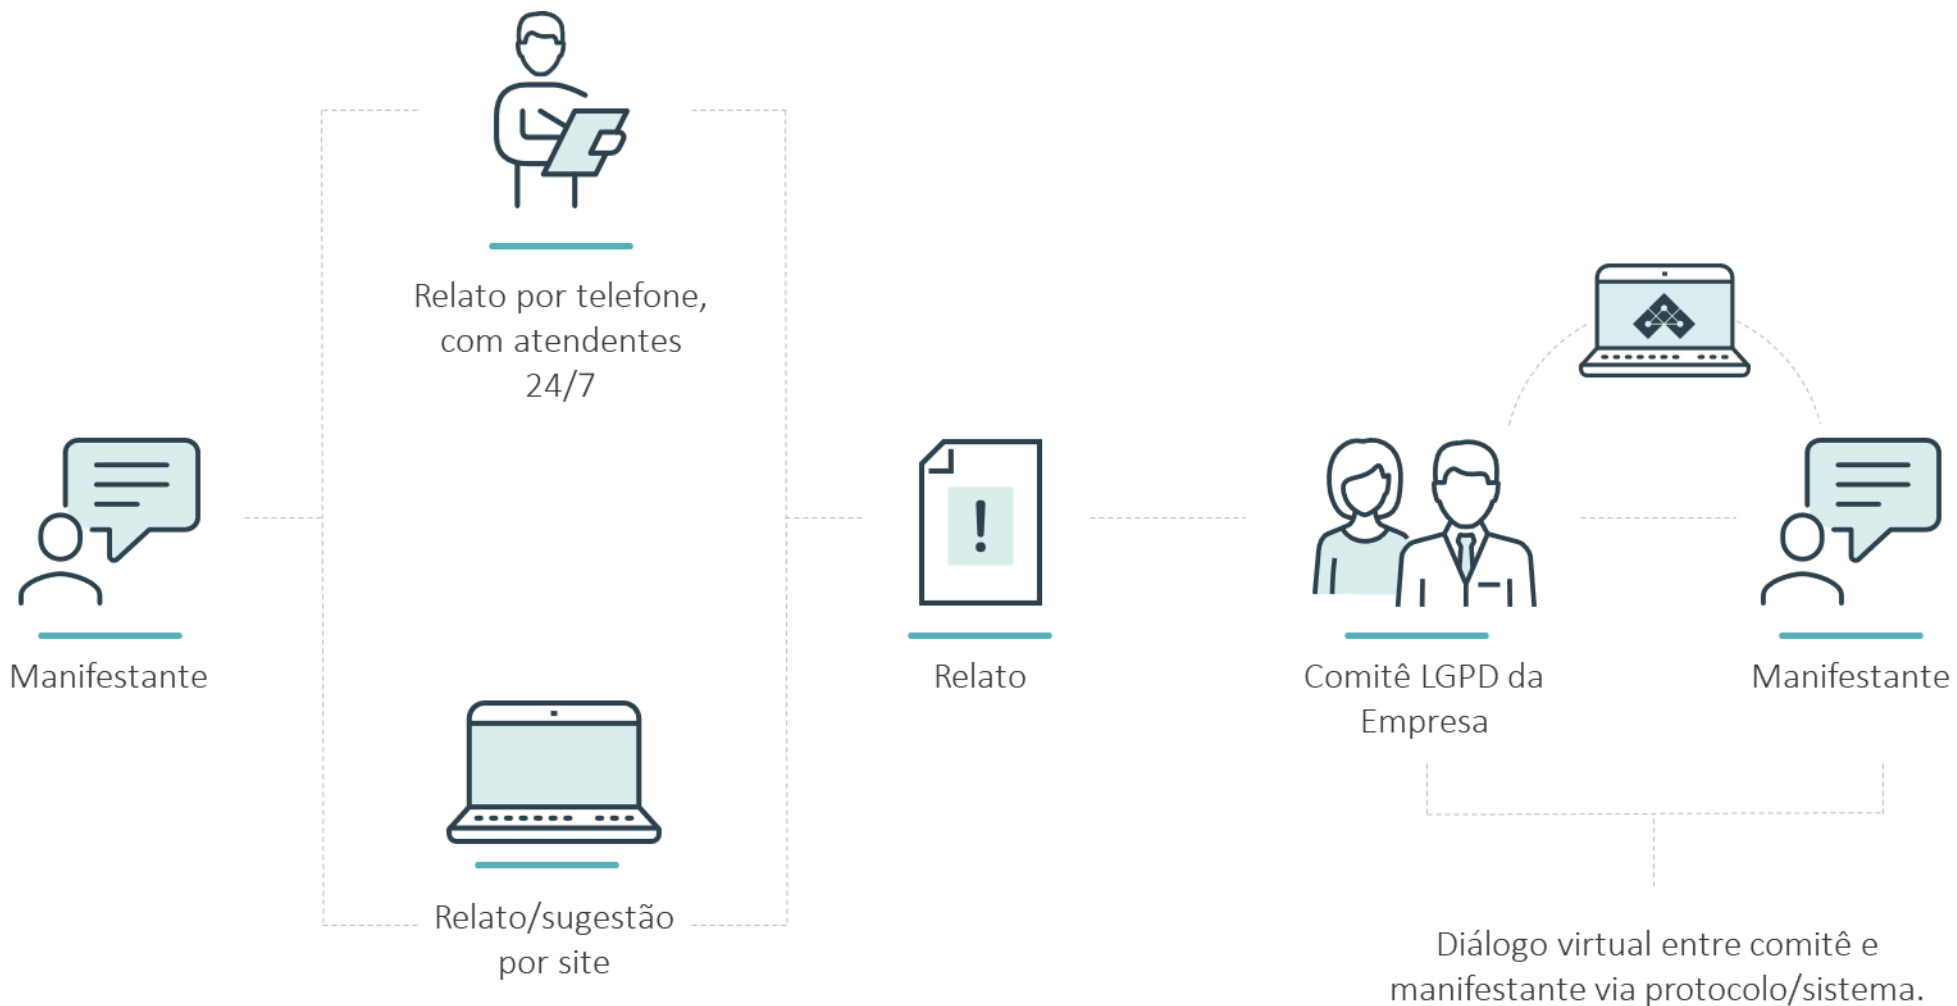 Relato por telefone,
com atendentes
24/7
Manifestante
Relato/sugestão
por site
!
Relato
Comitê LGPD da
Empresa
Manifestante
Diálogo virtual entre comitê e
manifestante via protocolo/sistema.